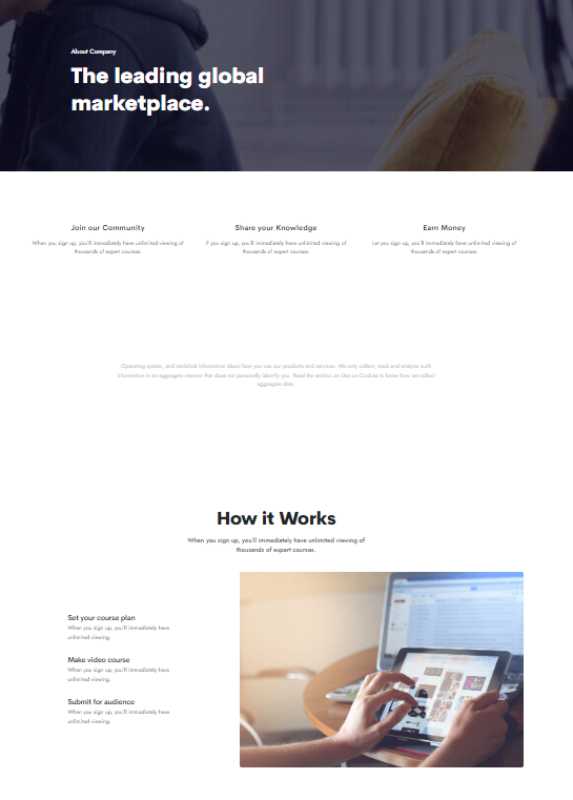 About Company
The leading global
marketplace.
Join our Community
When you sign up, you'll immediately have unlimited viewing of
thousands of expert courses.
Share your Knowledge
If you sign up, you'll immediately have unlimited viewing of
thousands of expert courses.
Earn Money
Let you sign up, you'll immediately have unlimited viewing of
thousands of expert courses.
Operating system, and statistical information about how you use our products and services. We only collect, track and analyze such
information in an aggregate manner that does not personally identify you. Read the section on Use on Cookies to know how we collect
aggregate data.
How it Works
When you sign up, you'll immediately have unlimited viewing of
thousands of expert courses.
Set your course plan
When you sign up, you'll immediately have
unlimited viewing.
Make video course
When you sign up, you'll immediately have
unlimited viewing.
Submit for audience
When you sign up, you'll immediately have
unlimited viewing.